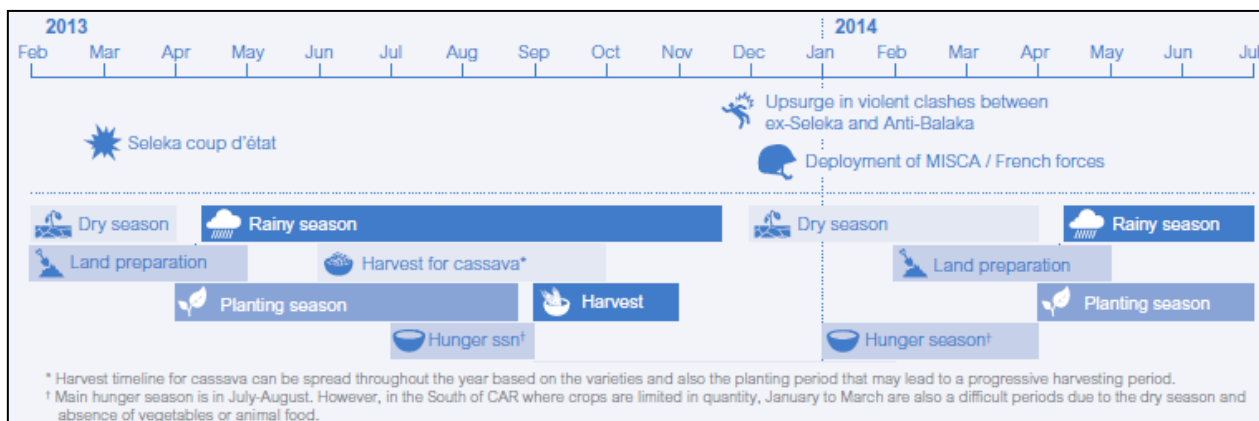 2013
2014
Feb Mar Apr May Jun Jul Aug Sep Oct Nov Dec Jan Feb Mar Apr May Jun Jul
Upsurge in violent clashes between
ex-Seleka and Anti-Balaka
Seleka coup d'état
Deployment of MISCA / French forces
Dry season Rainy season Dry season Rainy season
Land preparation Harvest for cassava* Land preparation
Planting season Harvest Planting season
Hunger ssn† Hunger season†
* Harvest timeline for cassava can be spread throughout the year based on the varieties and also the planting period that may lead to a progressive harvesting period.
† Main hunger season is in July-August. However, in the South of CAR where crops are limited in quantity, January to March are also a difficult periods due to the dry season and
absence of vegetables or animal food.